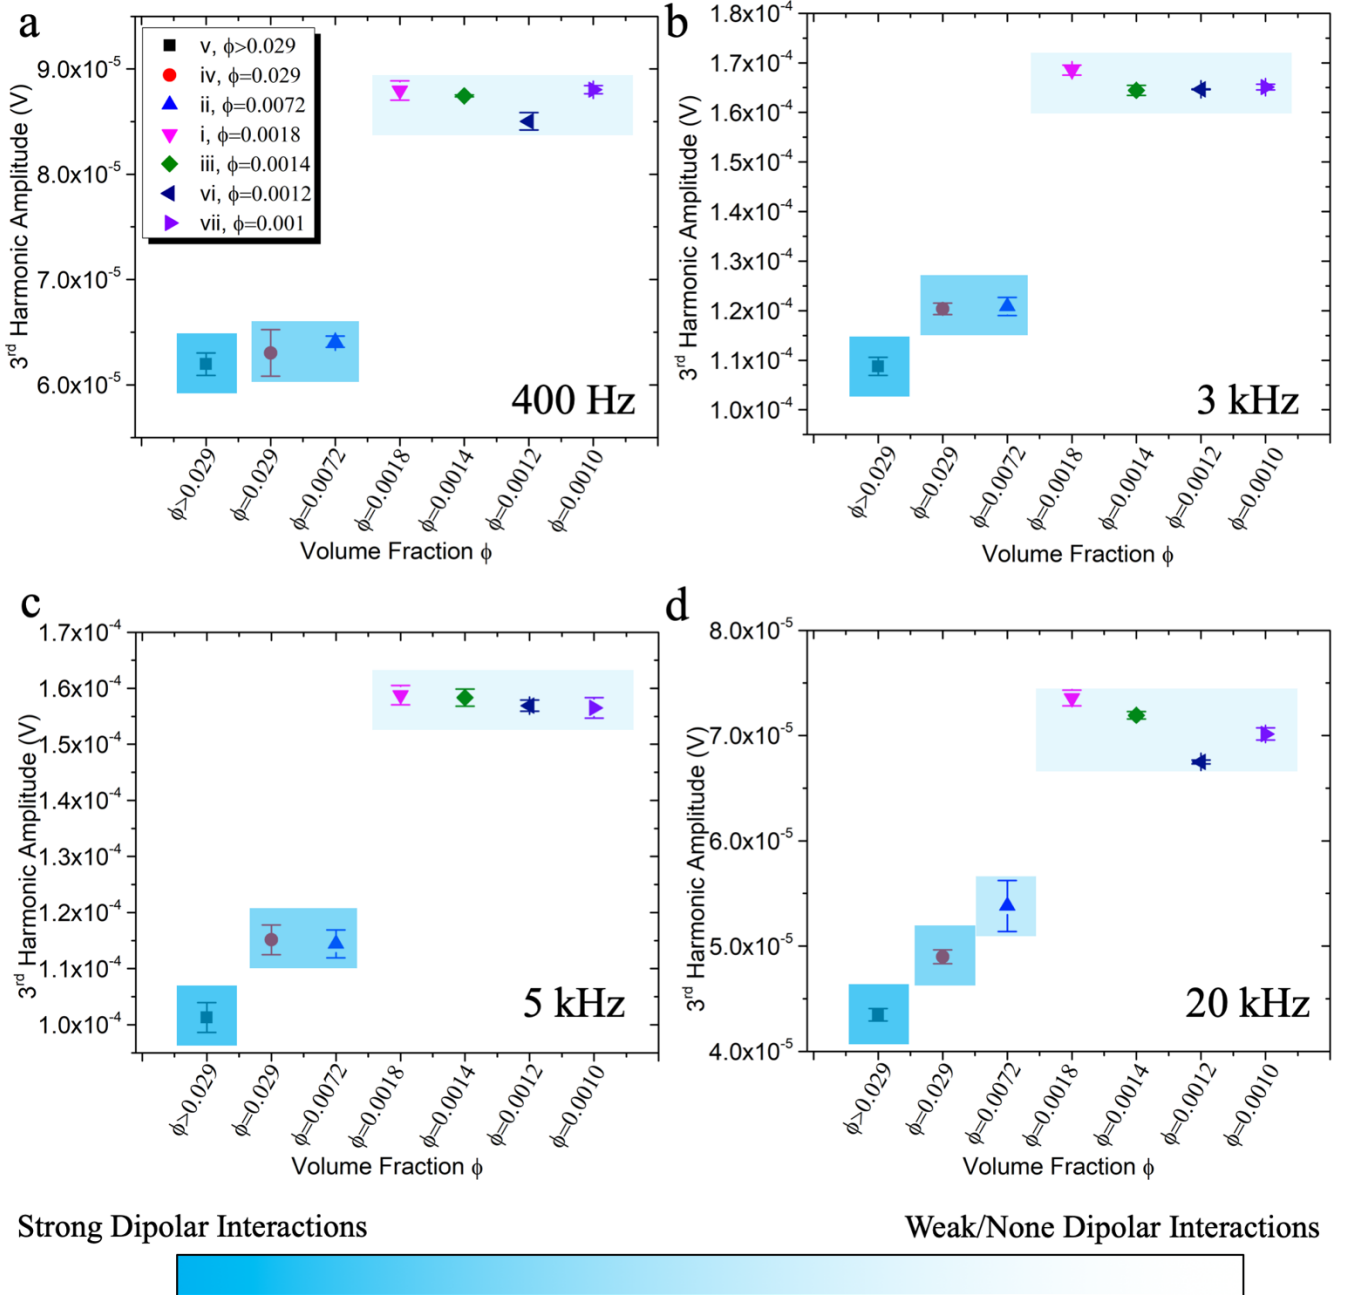 a
v, ϕ>0.029
iv, ϕ=0.029
ii, ϕ=0.0072
i, ϕ=0.0018
iii, ϕ=0.0014
vi, ϕ=0.0012
vii, ϕ=0.001
3rd Harmonic Amplitude (V)
9.0x10-5
8.0x10-5
7.0x10-5
6.0x10-5
400 Hz
ϕ>0.029
ϕ=0.029
ϕ=0.0072
ϕ=0.0018
ϕ=0.0014
ϕ=0.0012
ϕ=0.0010
Volume Fraction ϕ
b
3rd Harmonic Amplitude (V)
1.8x10-4
1.7x10-4
1.6x10-4
1.5x10-4
1.4x10-4
1.3x10-4
1.2x10-4
1.1x10-4
1.0x10-4
3 kHz
ϕ>0.029
ϕ=0.029
ϕ=0.0072
ϕ=0.0018
ϕ=0.0014
ϕ=0.0012
ϕ=0.0010
Volume Fraction ϕ
c
3rd Harmonic Amplitude (V)
1.7x10-4
1.6x10-4
1.5x10-4
1.4x10-4
1.3x10-4
1.2x10-4
1.1x10-4
1.0x10-4
5 kHz
ϕ>0.029
ϕ=0.029
ϕ=0.0072
ϕ=0.0018
ϕ=0.0014
ϕ=0.0012
ϕ=0.0010
Volume Fraction ϕ
d
3rd Harmonic Amplitude (V)
8.0x10-5
7.0x10-5
6.0x10-5
5.0x10-5
4.0x10-5
20 kHz
ϕ>0.029
ϕ=0.029
ϕ=0.0072
ϕ=0.0018
ϕ=0.0014
ϕ=0.0012
ϕ=0.0010
Volume Fraction ϕ
Strong Dipolar Interactions
Weak/None Dipolar Interactions